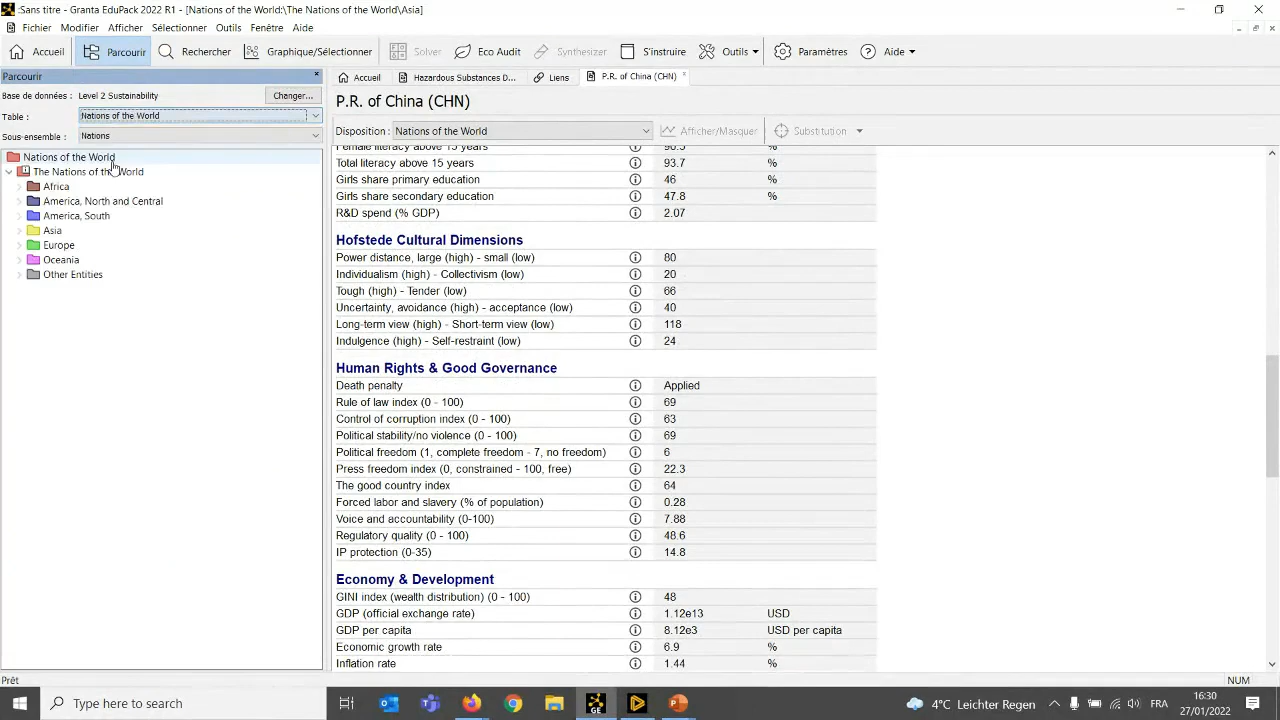 :Sans titre - Granta EduPack 2022 R1 - [Nations of the World:\The Nations of the World\Asia]
Fichier Modifier Afficher Sélectionner Outils Fenêtre Aide
Accueil Parcourir Rechercher Graphique/Sélectionner Solver Eco Audit Synthesizer S'instruire Outils Paramètres Aide
Parcourir
Accueil Hazardous Substances D... Liens P.R. of China (CHN)
Base de données : Level 2 Sustainability Changer...
Table : Nations of the World
Sous-ensemble : Nations
Nations of the World
The Nations of the World
Africa
America, North and Central
America, South
Asia
Europe
Oceania
Other Entities
P.R. of China (CHN)
Disposition : Nations of the World Afficher/Masquer Substitution
Female literacy above 15 years 90.5 %
Total literacy above 15 years 93.7 %
Girls share primary education 46 %
Girls share secondary education 47.8 %
R&D spend (% GDP) 2.07
Hofstede Cultural Dimensions
Power distance, large (high) - small (low) 80
Individualism (high) - Collectivism (low) 20
Tough (high) - Tender (low) 66
Uncertainty, avoidance (high) - acceptance (low) 40
Long-term view (high) - Short-term view (low) 118
Indulgence (high) - Self-restraint (low) 24
Human Rights & Good Governance
Death penalty Applied
Rule of law index (0 - 100) 69
Control of corruption index (0 - 100) 63
Political stability/no violence (0 - 100) 69
Political freedom (1, complete freedom - 7, no freedom) 6
Press freedom index (0, constrained - 100, free) 22.3
The good country index 64
Forced labor and slavery (% of population) 0.28
Voice and accountability (0-100) 7.88
Regulatory quality (0 - 100) 48.6
IP protection (0-35) 14.8
Economy & Development
GINI index (wealth distribution) (0 - 100) 48
GDP (official exchange rate) 1.12e13 USD
GDP per capita 8.12e3 USD per capita
Economic growth rate 6.9 %
Inflation rate 1.44 %
Prêt NUM
Type here to search
4°C Leichter Regen FRA
16:30
27/01/2022